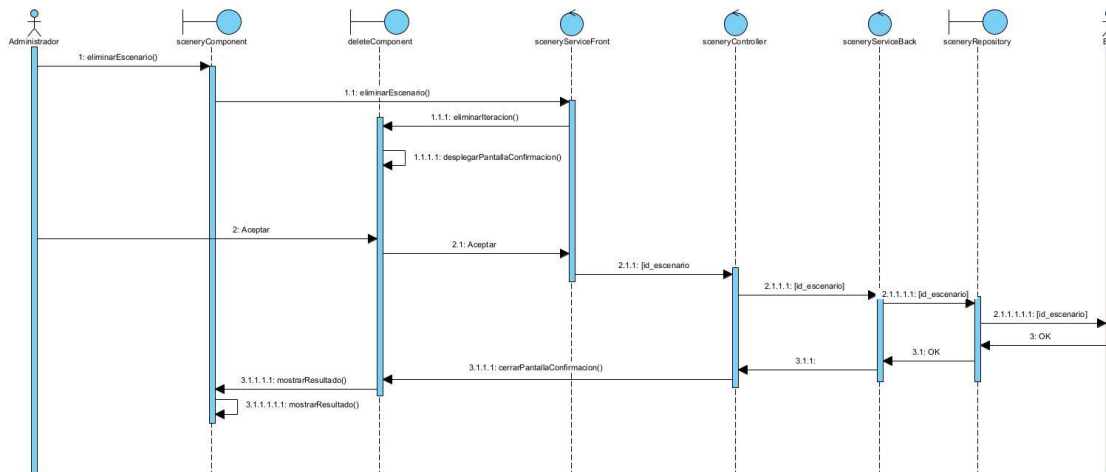 Administrador
sceneryComponent
deleteComponent
sceneryServiceFront
sceneryController
sceneryServiceBack
sceneryRepository
1: eliminarEscenario()
1.1: eliminarEscenario()
1.1.1: eliminarIteracion()
1.1.1.1: desplegarPantallaConfirmacion()
2: Aceptar
2.1: Aceptar
2.1.1: [id_escenario
2.1.1.1: [id_escenario]
2.1.1.1.1: [id_escenario]
2.1.1.1.1.1: [id_escenario]
3: OK
3.1: OK
3.1.1:
3.1.1.1: cerrarPantallaConfirmacion()
3.1.1.1.1: mostrarResultado()
3.1.1.1.1.1: mostrarResultado()